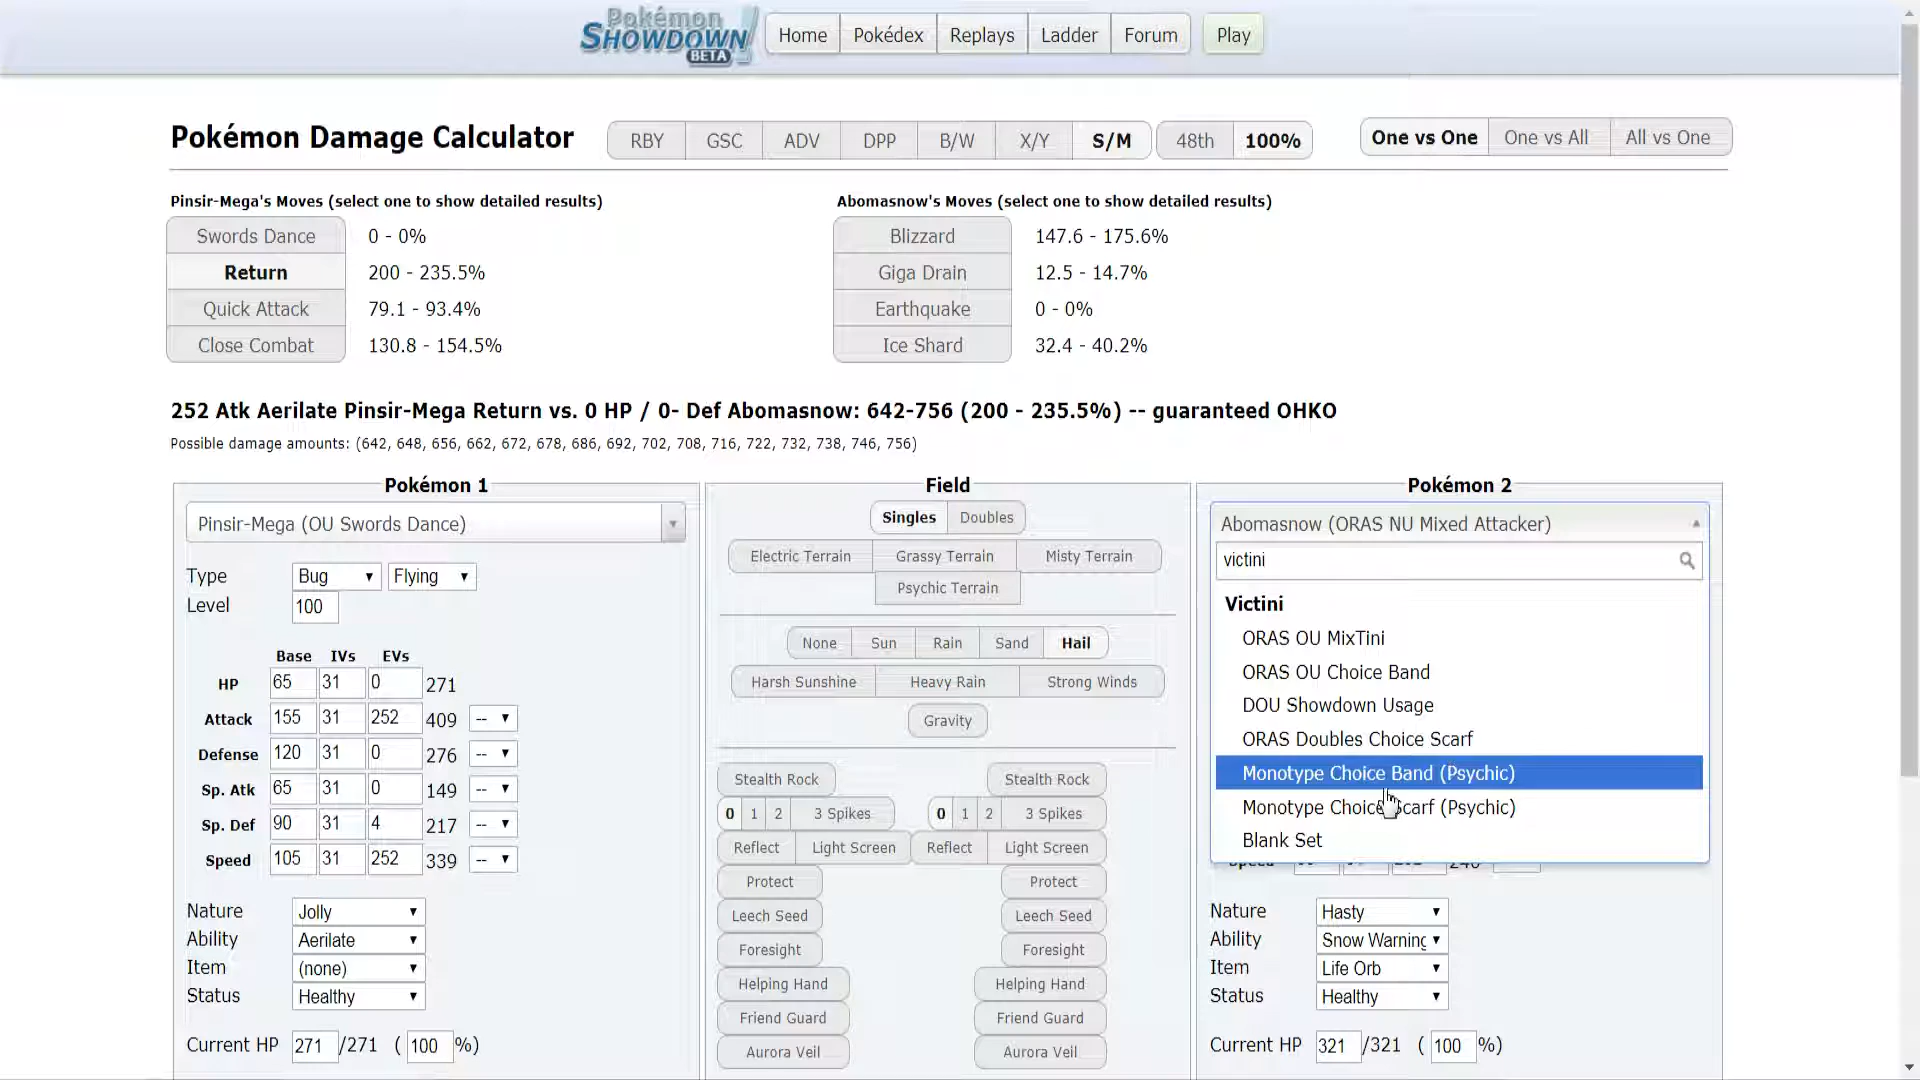 Pokémon
SHOWDOWN
BETA
Home Pokédex Replays Ladder Forum Play
Pokémon Damage Calculator RBY GSC ADV DPP B/W X/Y S/M 48th 100% One vs One One vs All All vs One
Pinsir-Mega's Moves (select one to show detailed results) Abomasnow's Moves (select one to show detailed results)
Swords Dance 0 - 0% Blizzard 147.6 - 175.6%
Return 200 - 235.5% Giga Drain 12.5 - 14.7%
Quick Attack 79.1 - 93.4% Earthquake 0 - 0%
Close Combat 130.8 - 154.5% Ice Shard 32.4 - 40.2%
252 Atk Aerilate Pinsir-Mega Return vs. 0 HP / 0- Def Abomasnow: 642-756 (200 - 235.5%) -- guaranteed OHKO
Possible damage amounts: (642, 648, 656, 662, 672, 678, 686, 692, 702, 708, 716, 722, 732, 738, 746, 756)
Pokémon 1
Pinsir-Mega (OU Swords Dance)
Type Bug Flying
Level 100
Base IVs EVs
HP 65 31 0 271
Attack 155 31 252 409 --
Defense 120 31 0 276 --
Sp. Atk 65 31 0 149 --
Sp. Def 90 31 4 217 --
Speed 105 31 252 339 --
Nature Jolly
Ability Aerilate
Item (none)
Status Healthy
Current HP 271 /271 ( 100 %)
Field
Singles Doubles
Electric Terrain Grassy Terrain Misty Terrain
Psychic Terrain
None Sun Rain Sand Hail
Harsh Sunshine Heavy Rain Strong Winds
Gravity
Stealth Rock Stealth Rock
0 1 2 3 Spikes 0 1 2 3 Spikes
Reflect Light Screen Reflect Light Screen
Protect Protect
Leech Seed Leech Seed
Foresight Foresight
Helping Hand Helping Hand
Friend Guard Friend Guard
Aurora Veil Aurora Veil
Pokémon 2
Abomasnow (ORAS NU Mixed Attacker)
victini
Victini
ORAS OU MixTini
ORAS OU Choice Band
DOU Showdown Usage
ORAS Doubles Choice Scarf
Monotype Choice Band (Psychic)
Monotype Choice Scarf (Psychic)
Blank Set
Nature Hasty
Ability Snow Warning
Item Life Orb
Status Healthy
Current HP 321 /321 ( 100 %)